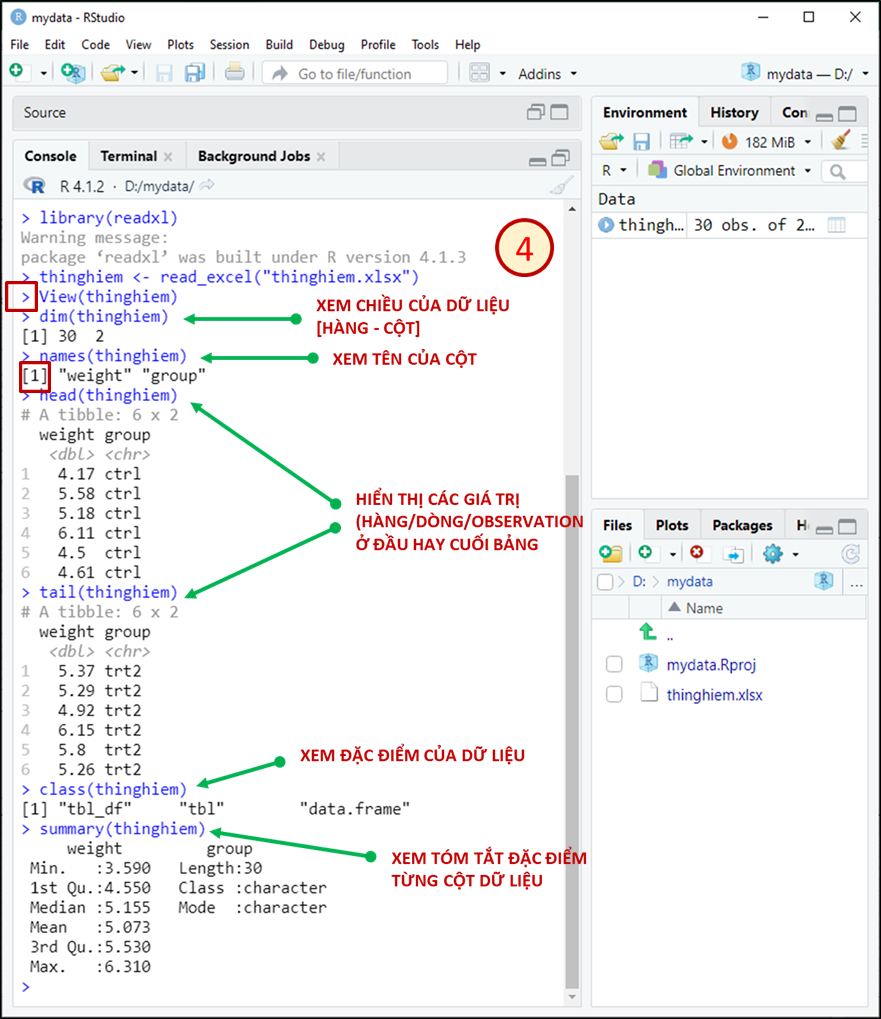 mydata - RStudio
File Edit Code View Plots Session Build Debug Profile Tools Help
Go to file/function Addins mydata — D:/
Source
Console Terminal Background Jobs
R 4.1.2 · D:/mydata/
> library(readxl)
Warning message:
package ‘readxl’ was built under R version 4.1.3
> thinghiem <- read_excel("thinghiem.xlsx")
> View(thinghiem)
> dim(thinghiem)
[1] 30  2
> names(thinghiem)
[1] "weight" "group"
> head(thinghiem)
# A tibble: 6 x 2
weight group
<dbl> <chr>
1 4.17 ctrl
2 5.58 ctrl
3 5.18 ctrl
4 6.11 ctrl
5 4.5 ctrl
6 4.61 ctrl
> tail(thinghiem)
# A tibble: 6 x 2
weight group
<dbl> <chr>
1 5.37 trt2
2 5.29 trt2
3 4.92 trt2
4 6.15 trt2
5 5.8 trt2
6 5.26 trt2
> class(thinghiem)
[1] "tbl_df" "tbl" "data.frame"
> summary(thinghiem)
weight group
Min. :3.590 Length:30
1st Qu.:4.550 Class :character
Median :5.155 Mode :character
Mean :5.073
3rd Qu.:5.530
Max. :6.310
>
4
XEM CHIỀU CỦA DỮ LIỆU
[HÀNG - CỘT]
XEM TÊN CỦA CỘT
HIỂN THỊ CÁC GIÁ TRỊ
(HÀNG/DÒNG/OBSERVATION
Ở ĐẦU HAY CUỐI BẢNG
XEM ĐẶC ĐIỂM CỦA DỮ LIỆU
XEM TÓM TẮT ĐẶC ĐIỂM
TỪNG CỘT DỮ LIỆU
Environment History Con
182 MiB
R Global Environment
Data
thingh… 30 obs. of 2…
Files Plots Packages H
D: mydata ...
Name
..
mydata.Rproj
thinghiem.xlsx